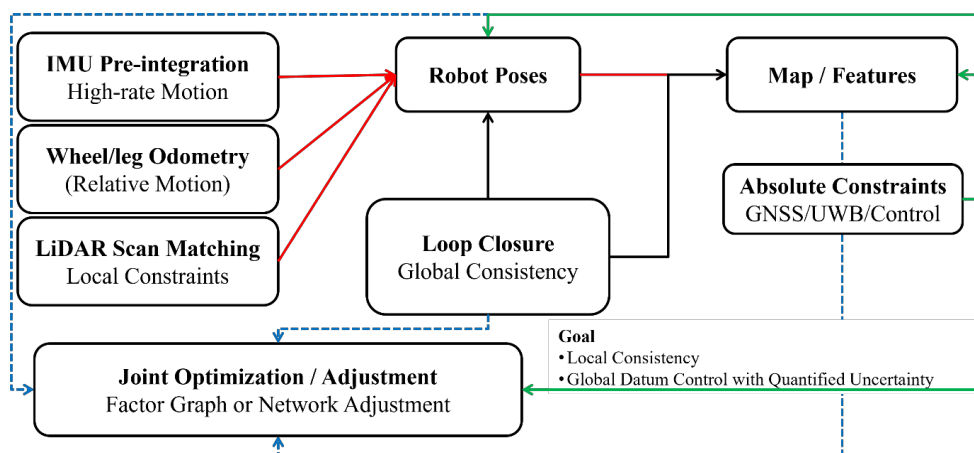 IMU Pre-integration
High-rate Motion
Robot Poses
Map / Features
Wheel/leg Odometry
(Relative Motion)
Absolute Constraints
GNSS/UWB/Control
LiDAR Scan Matching
Local Constraints
Loop Closure
Global Consistency
Goal
•Local Consistency
•Global Datum Control with Quantified Uncertainty
Joint Optimization / Adjustment
Factor Graph or Network Adjustment